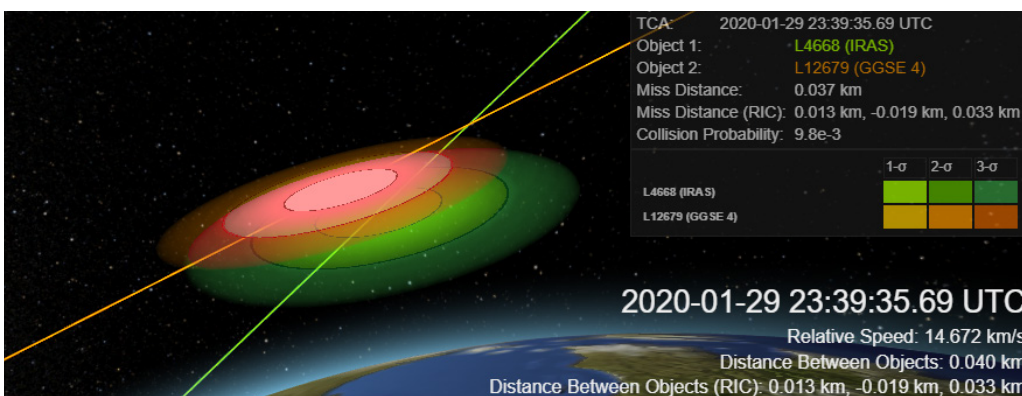 TCA: 2020-01-29 23:39:35.69 UTC
Object 1: L4668 (IRAS)
Object 2: L12679 (GGSE 4)
Miss Distance: 0.037 km
Miss Distance (RIC): 0.013 km, -0.019 km, 0.033 km
Collision Probability: 9.8e-3
1-σ 2-σ 3-σ
L4668 (IRAS)
L12679 (GGSE 4)
2020-01-29 23:39:35.69 UTC
Relative Speed: 14.672 km/s
Distance Between Objects: 0.040 km
Distance Between Objects (RIC): 0.013 km, -0.019 km, 0.033 km